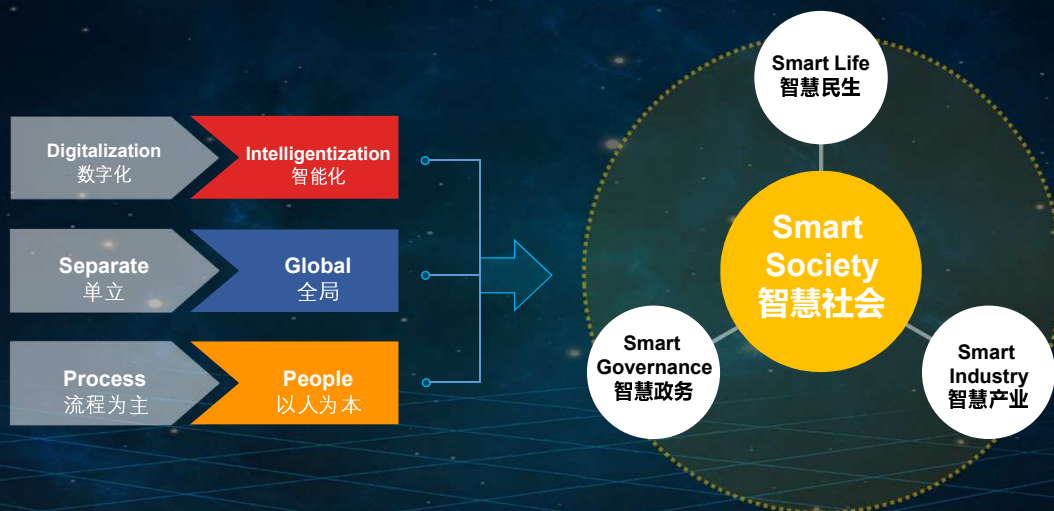 Digitalization
数字化
Intelligentization
智能化
Separate
单立
Global
全局
Process
流程为主
People
以人为本
Smart Life
智慧民生
Smart
Society
智慧社会
Smart
Governance
智慧政务
Smart
Industry
智慧产业